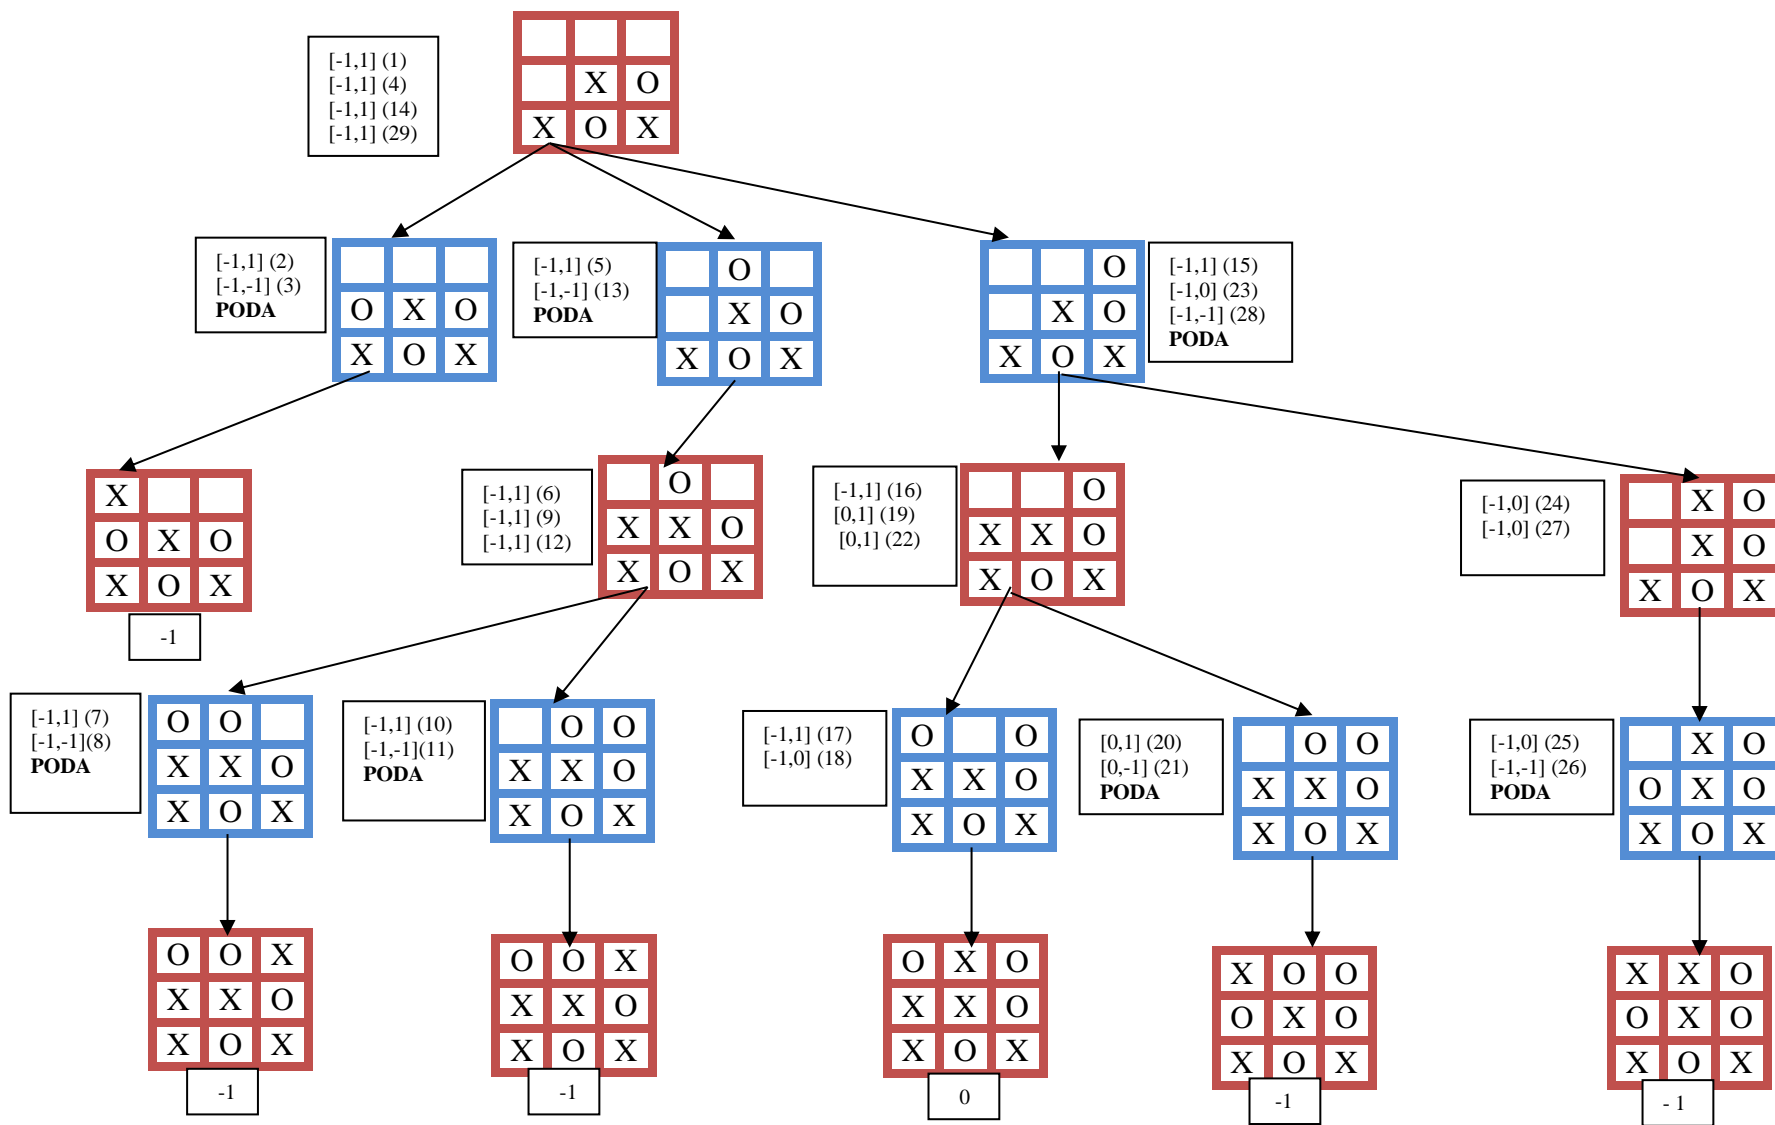 [-1,1] (1)
[-1,1] (4)
[-1,1] (14)
[-1,1] (29)
X O
X O X
[-1,1] (2)
[-1,-1] (3)
PODA
O X O
X O X
[-1,1] (5)
[-1,-1] (13)
PODA
O
X O
X O X
O
X O
X O X
[-1,1] (15)
[-1,0] (23)
[-1,-1] (28)
PODA
X
O X O
X O X
-1
[-1,1] (6)
[-1,1] (9)
[-1,1] (12)
O
X X O
X O X
[-1,1] (16)
[0,1] (19)
[0,1] (22)
O
X X O
X O X
[-1,0] (24)
[-1,0] (27)
X O
X O
X O X
[-1,1] (7)
[-1,-1](8)
PODA
O O
X X O
X O X
[-1,1] (10)
[-1,-1](11)
PODA
O O
X X O
X O X
[-1,1] (17)
[-1,0] (18)
O O
X X O
X O X
[0,1] (20)
[0,-1] (21)
PODA
O O
X X O
X O X
[-1,0] (25)
[-1,-1] (26)
PODA
X O
O X O
X O X
O O X
X X O
X O X
-1
O O X
X X O
X O X
-1
O X O
X X O
X O X
0
X O O
O X O
X O X
-1
X X O
O X O
X O X
- 1